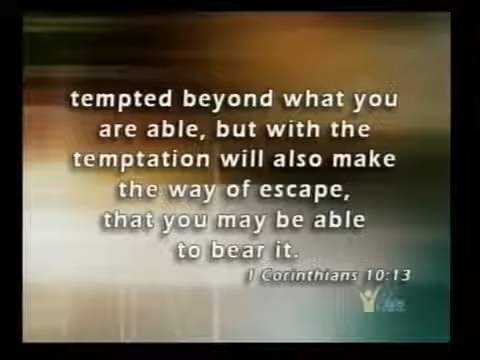 tempted beyond what you
are able, but with the
temptation will also make
the way of escape,
that you may be able
to bear it.
1 Corinthians 10:13